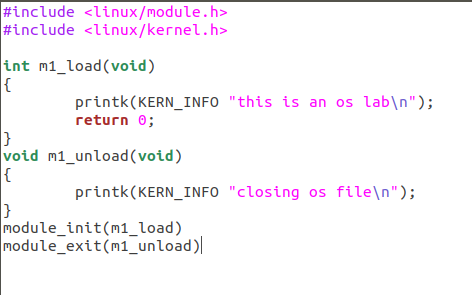 #include <linux/module.h>
#include <linux/kernel.h>
int m1_load(void)
{
printk(KERN_INFO "this is an os lab\n");
return 0;
}
void m1_unload(void)
{
printk(KERN_INFO "closing os file\n");
}
module_init(m1_load)
module_exit(m1_unload)